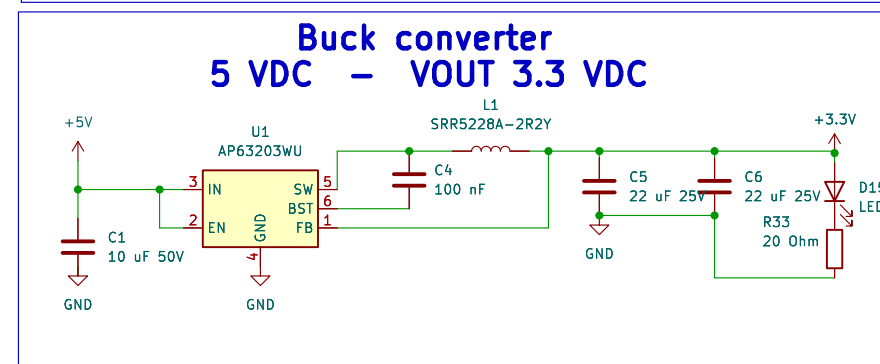 Buck converter
5 VDC – VOUT 3.3 VDC
+5V
U1
AP63203WU
L1
SRR5228A-2R2Y
+3.3V
3 IN
SW 5
C4
100 nF
BST 6
2 EN
GND
FB 1
4
C1
10 uF 50V
C5
22 uF 25V
C6
22 uF 25V
D15
LED
R33
20 Ohm
GND
GND
GND